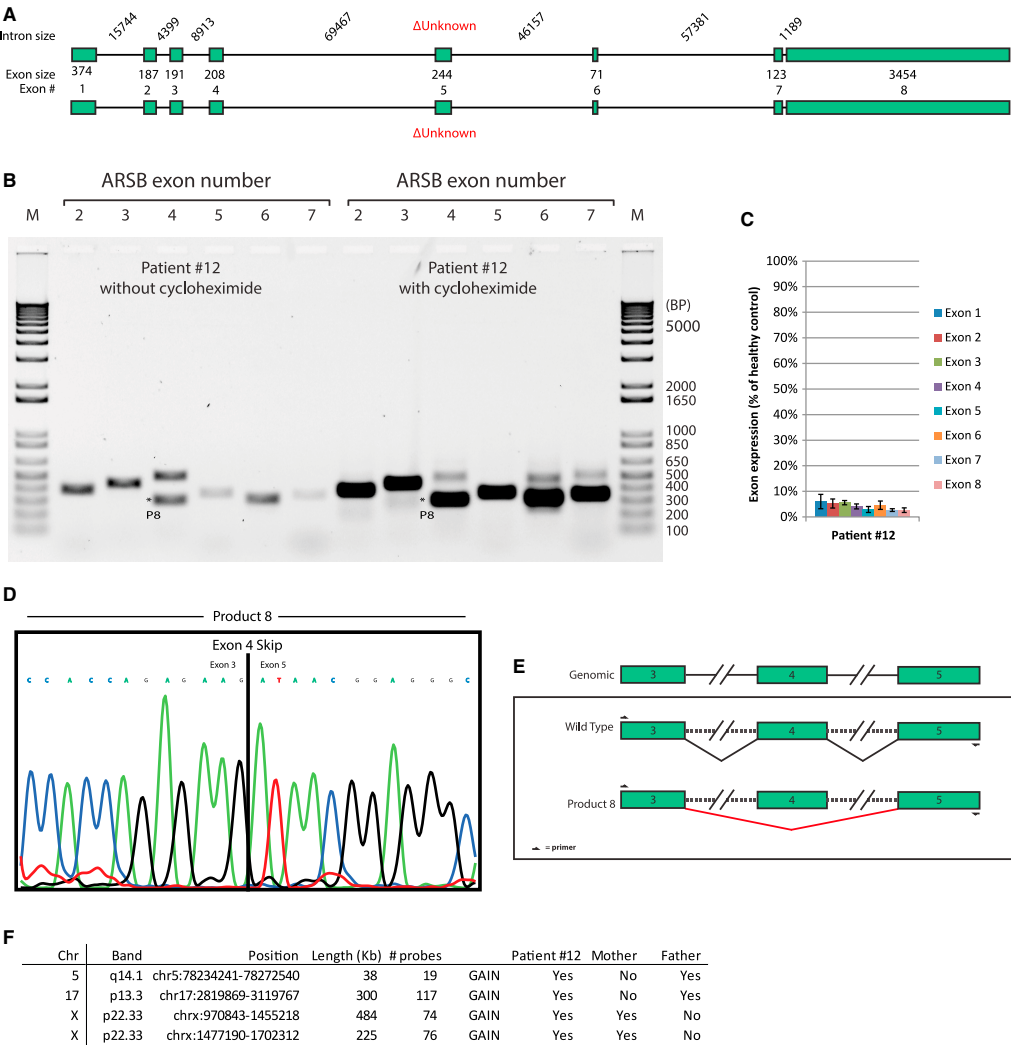 A
Intron size
15744 4399 8913 69467 ΔUnknown 46157 57381 1189
Exon size 374 187 191 208 244 71 123 3454
Exon # 1 2 3 4 5 6 7 8
ΔUnknown
B
ARSB exon number ARSB exon number
M 2 3 4 5 6 7 2 3 4 5 6 7 M
Patient #12 without cycloheximide
Patient #12 with cycloheximide
(BP)
5000
2000
1650
1000
850
650
500
400
300
200
100
* P8
* P8
C
Exon expression (% of healthy control)
100%
90%
80%
70%
60%
50%
40%
30%
20%
10%
0%
Patient #12
Exon 1
Exon 2
Exon 3
Exon 4
Exon 5
Exon 6
Exon 7
Exon 8
D
Product 8
Exon 4 Skip
Exon 3 Exon 5
C C A C C A G A G A A G A T A A C G G A G G G C
E
Genomic 3 4 5
Wild Type 3 4 5
Product 8 3 4 5
= primer
F
Chr Band Position Length (Kb) # probes Patient #12 Mother Father
5 q14.1 chr5:78234241-78272540 38 19 GAIN Yes No Yes
17 p13.3 chr17:2819869-3119767 300 117 GAIN Yes No Yes
X p22.33 chrx:970843-1455218 484 74 GAIN Yes Yes No
X p22.33 chrx:1477190-1702312 225 76 GAIN Yes Yes No